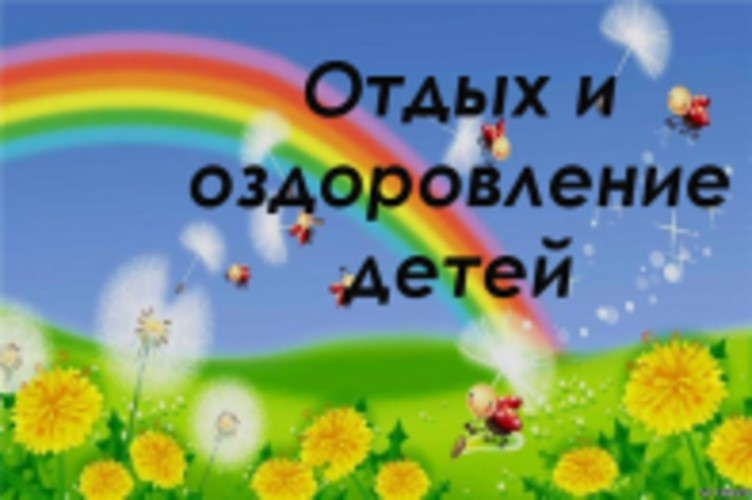 Отдых и
оздоровление
детей